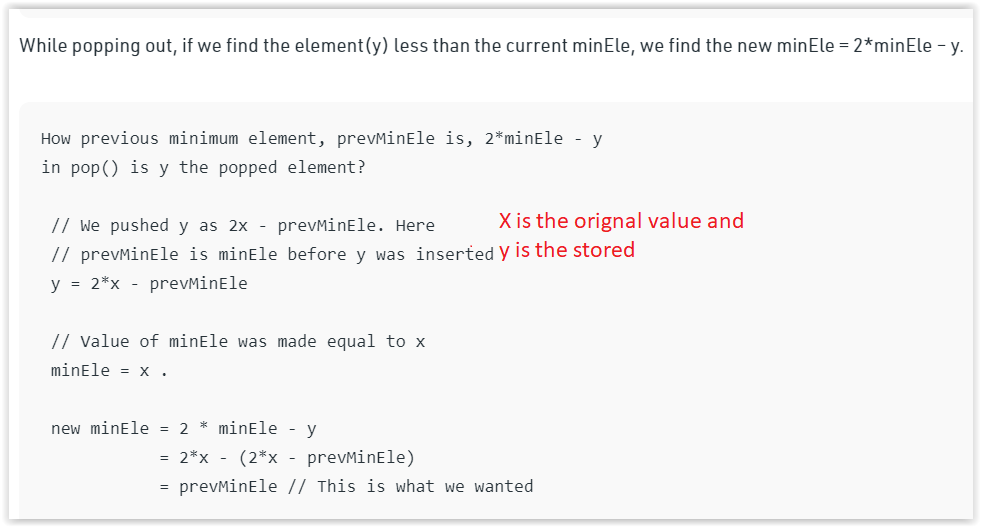 While popping out, if we find the element(y) less than the current minEle, we find the new minEle = 2*minEle – y.
How previous minimum element, prevMinEle is, 2*minEle - y
in pop() is y the popped element?
// We pushed y as 2x - prevMinEle. Here
// prevMinEle is minEle before y was inserted
X is the orignal value and
y is the stored
y = 2*x - prevMinEle
// Value of minEle was made equal to x
minEle = x .
new minEle = 2 * minEle - y
= 2*x - (2*x - prevMinEle)
= prevMinEle // This is what we wanted